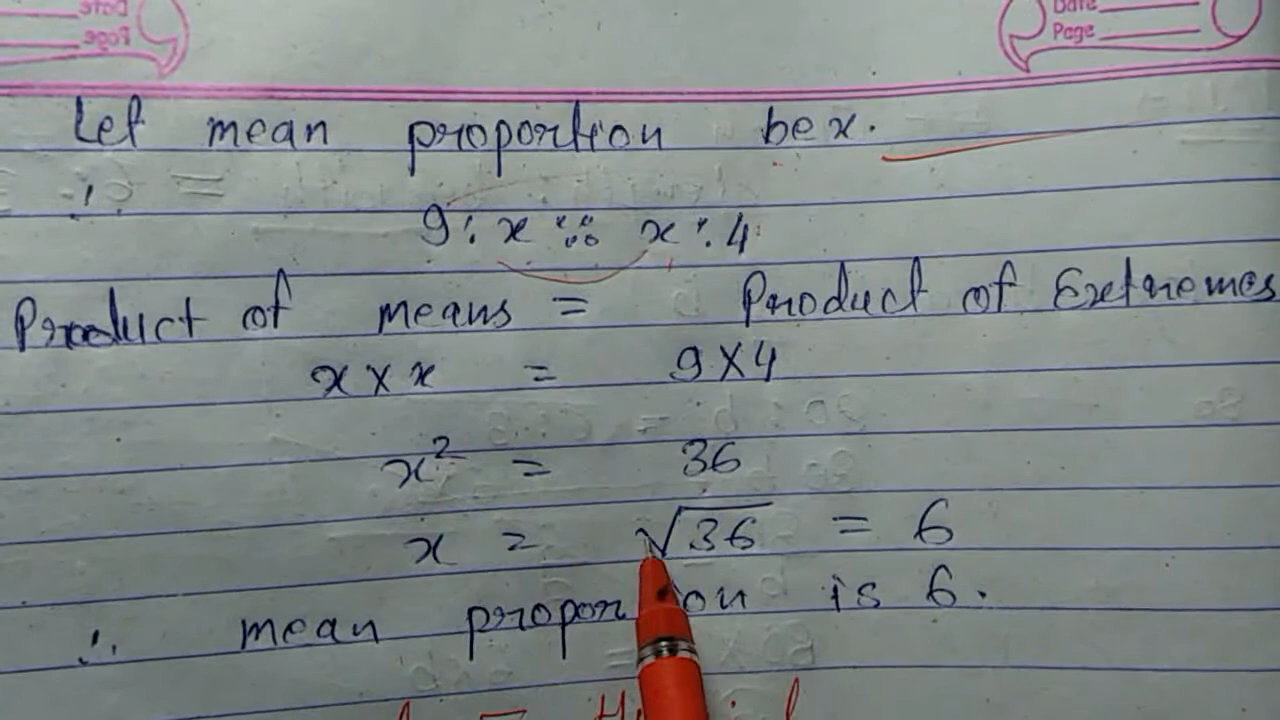 Date
Page
Let mean proportion be x.
∴
9 : x :: x : 4
Product of means = Product of Extremes
x × x = 9 × 4
x² = 36
x = √36 = 6
∴ mean proportion is 6.